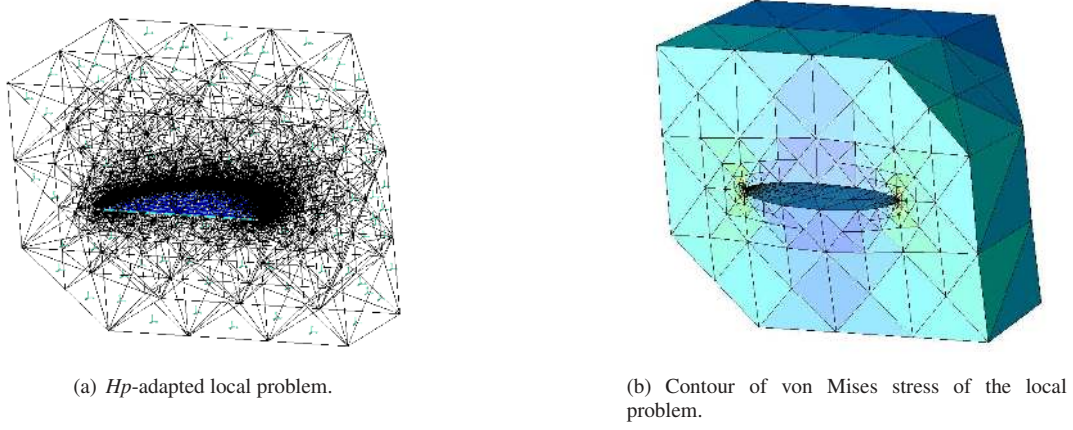 (a) Hp-adapted local problem.
(b) Contour of von Mises stress of the local
problem.